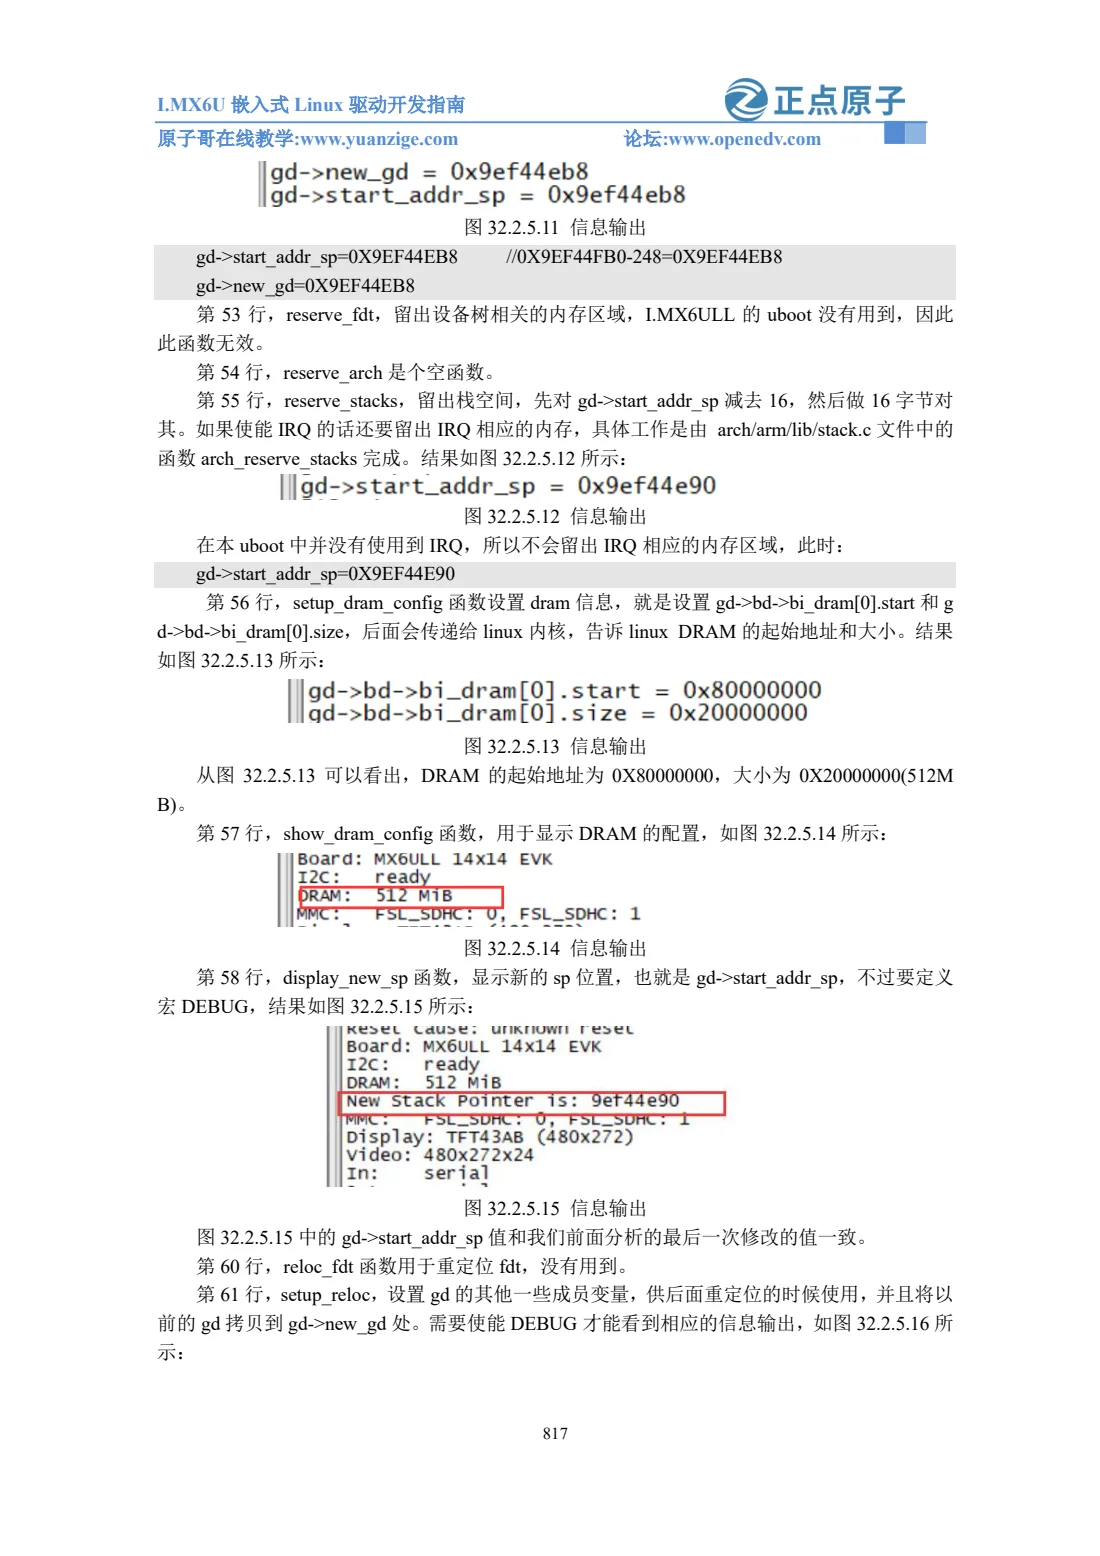 I.MX6U 嵌入式 Linux 驱动开发指南
正点原子
原子哥在线教学:www.yuanzige.com 论坛:www.openedv.com
gd->new_gd = 0x9ef44eb8
gd->start_addr_sp = 0x9ef44eb8
图 32.2.5.11 信息输出
gd->start_addr_sp=0X9EF44EB8 //0X9EF44FB0-248=0X9EF44EB8
gd->new_gd=0X9EF44EB8
第 53 行，reserve_fdt，留出设备树相关的内存区域，I.MX6ULL 的 uboot 没有用到，因此
此函数无效。
第 54 行，reserve_arch 是个空函数。
第 55 行，reserve_stacks，留出栈空间，先对 gd->start_addr_sp 减去 16，然后做 16 字节对
其。如果使能 IRQ 的话还要留出 IRQ 相应的内存，具体工作是由 arch/arm/lib/stack.c 文件中的
函数 arch_reserve_stacks 完成。结果如图 32.2.5.12 所示：
gd->start_addr_sp = 0x9ef44e90
图 32.2.5.12 信息输出
在本 uboot 中并没有使用到 IRQ，所以不会留出 IRQ 相应的内存区域，此时：
gd->start_addr_sp=0X9EF44E90
第 56 行，setup_dram_config 函数设置 dram 信息，就是设置 gd->bd->bi_dram[0].start 和 g
d->bd->bi_dram[0].size，后面会传递给 linux 内核，告诉 linux DRAM 的起始地址和大小。结果
如图 32.2.5.13 所示：
gd->bd->bi_dram[0].start = 0x80000000
gd->bd->bi_dram[0].size = 0x20000000
图 32.2.5.13 信息输出
从图 32.2.5.13 可以看出，DRAM 的起始地址为 0X80000000，大小为 0X20000000(512M
B)。
第 57 行，show_dram_config 函数，用于显示 DRAM 的配置，如图 32.2.5.14 所示：
Board: MX6ULL 14x14 EVK
I2C: ready
DRAM: 512 MiB
MMC: FSL_SDHC: 0, FSL_SDHC: 1
图 32.2.5.14 信息输出
第 58 行，display_new_sp 函数，显示新的 sp 位置，也就是 gd->start_addr_sp，不过要定义
宏 DEBUG，结果如图 32.2.5.15 所示：
Reset cause: unknown reset
Board: MX6ULL 14x14 EVK
I2C: ready
DRAM: 512 MiB
New Stack Pointer is: 9ef44e90
MMC: FSL_SDHC: 0, FSL_SDHC: 1
Display: TFT43AB (480x272)
Video: 480x272x24
In: serial
图 32.2.5.15 信息输出
图 32.2.5.15 中的 gd->start_addr_sp 值和我们前面分析的最后一次修改的值一致。
第 60 行，reloc_fdt 函数用于重定位 fdt，没有用到。
第 61 行，setup_reloc，设置 gd 的其他一些成员变量，供后面重定位的时候使用，并且将以
前的 gd 拷贝到 gd->new_gd 处。需要使能 DEBUG 才能看到相应的信息输出，如图 32.2.5.16 所
示：
817